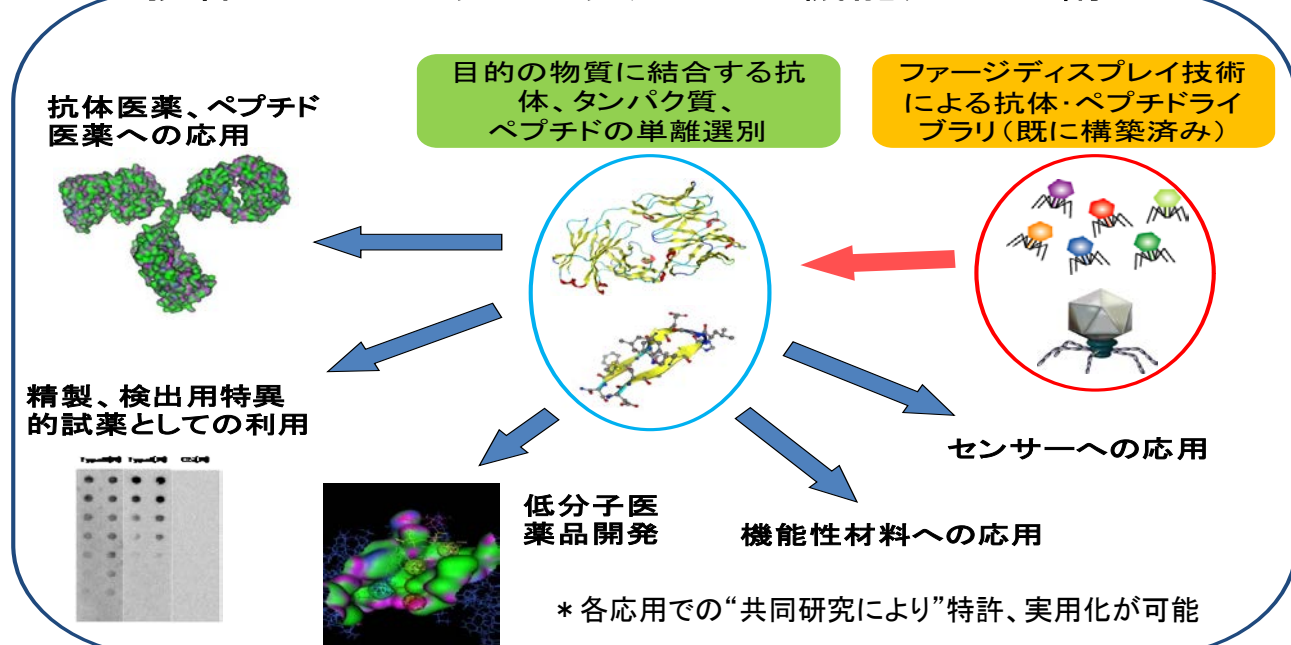 目的の物質に結合する抗
体、タンパク質、
ペプチドの単離選別
ファージディスプレイ技術
による抗体・ペプチドライ
ブラリ(既に構築済み)
抗体医薬、ペプチド
医薬への応用
精製、検出用特異
的試薬としての利用
低分子医
薬品開発
機能性材料への応用
センサーへの応用
*各応用での“共同研究により”特許、実用化が可能